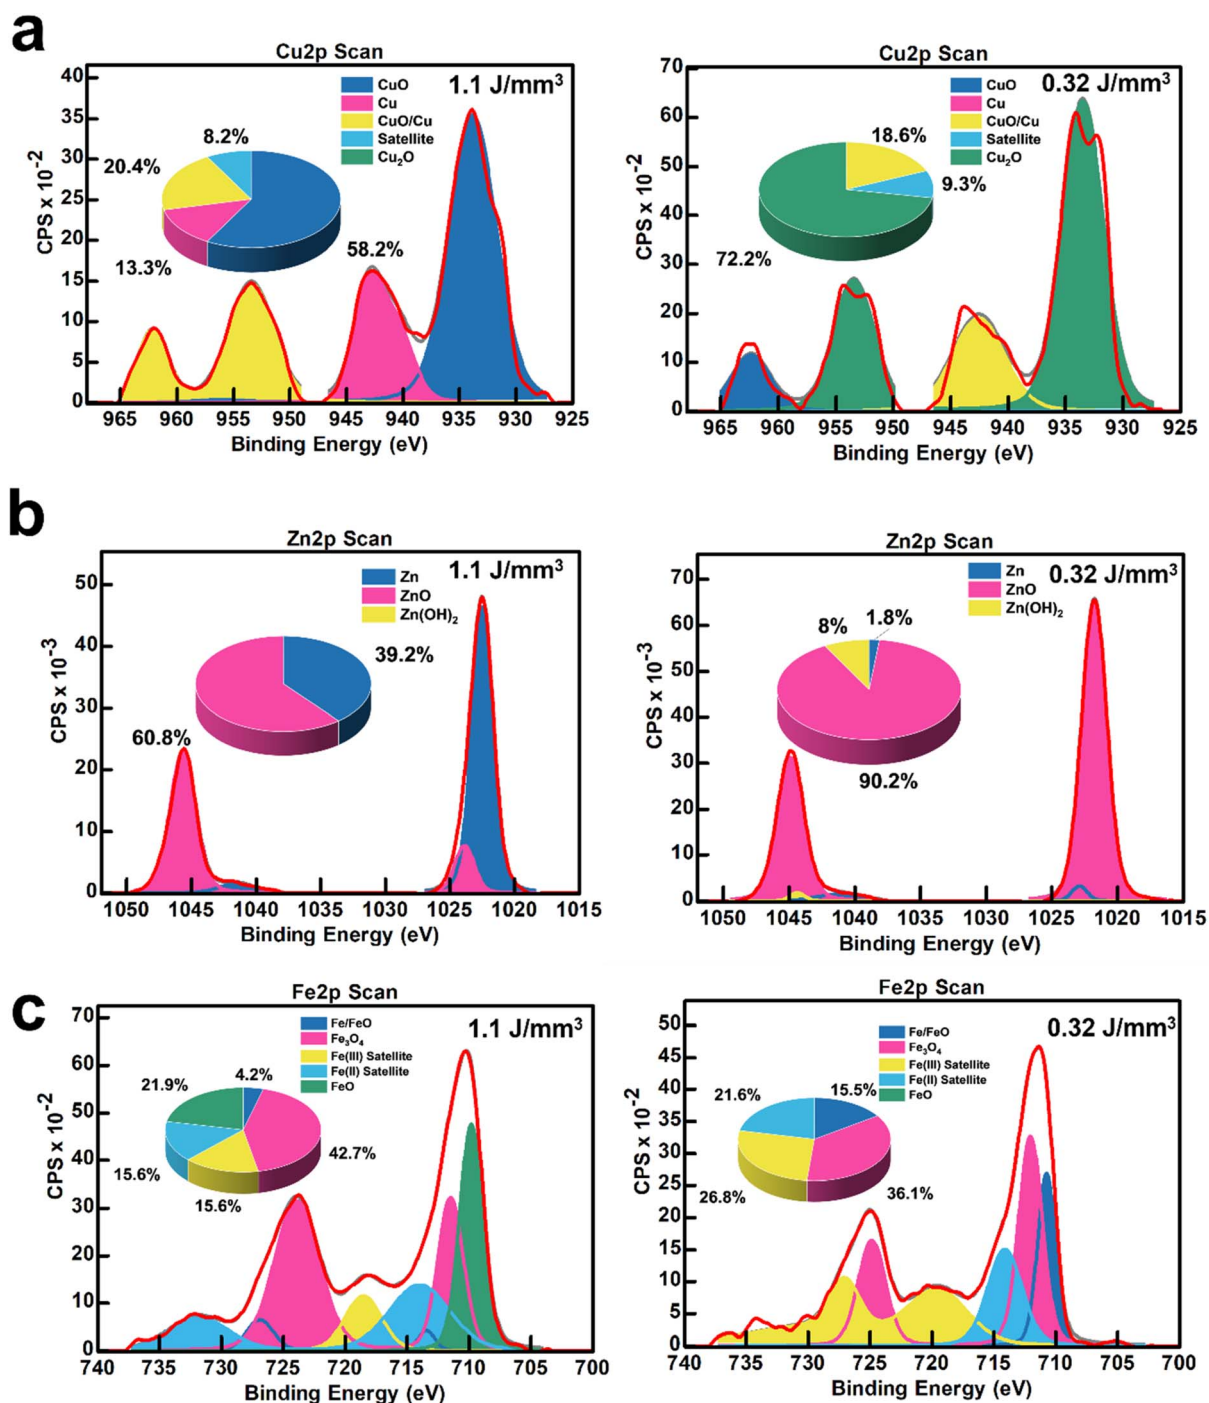 a
Cu2p Scan
1.1 J/mm³
CuO
Cu
CuO/Cu
Satellite
Cu₂O
8.2%
20.4%
13.3%
58.2%
CPS x 10⁻²
40
35
30
25
20
15
10
5
0
965 960 955 950 945 940 935 930 925
Binding Energy (eV)
Cu2p Scan
0.32 J/mm³
CuO
Cu
CuO/Cu
Satellite
Cu₂O
18.6%
9.3%
72.2%
CPS x 10⁻²
70
60
50
40
30
20
10
0
965 960 955 950 945 940 935 930 925
Binding Energy (eV)
b
Zn2p Scan
1.1 J/mm³
Zn
ZnO
Zn(OH)₂
39.2%
60.8%
CPS x 10⁻³
50
40
30
20
10
0
1050 1045 1040 1035 1030 1025 1020 1015
Binding Energy (eV)
Zn2p Scan
0.32 J/mm³
Zn
ZnO
Zn(OH)₂
8%
1.8%
90.2%
CPS x 10⁻³
70
60
50
40
30
20
10
0
1050 1045 1040 1035 1030 1025 1020 1015
Binding Energy (eV)
c
Fe2p Scan
1.1 J/mm³
Fe/FeO
Fe₃O₄
Fe(III) Satellite
Fe(II) Satellite
FeO
21.9%
4.2%
42.7%
15.6%
15.6%
CPS x 10⁻²
70
60
50
40
30
20
10
0
740 735 730 725 720 715 710 705 700
Binding Energy (eV)
Fe2p Scan
0.32 J/mm³
Fe/FeO
Fe₃O₄
Fe(III) Satellite
Fe(II) Satellite
FeO
21.6%
15.5%
26.8%
36.1%
CPS x 10⁻²
50
45
40
35
30
25
20
15
10
5
0
740 735 730 725 720 715 710 705 700
Binding Energy (eV)